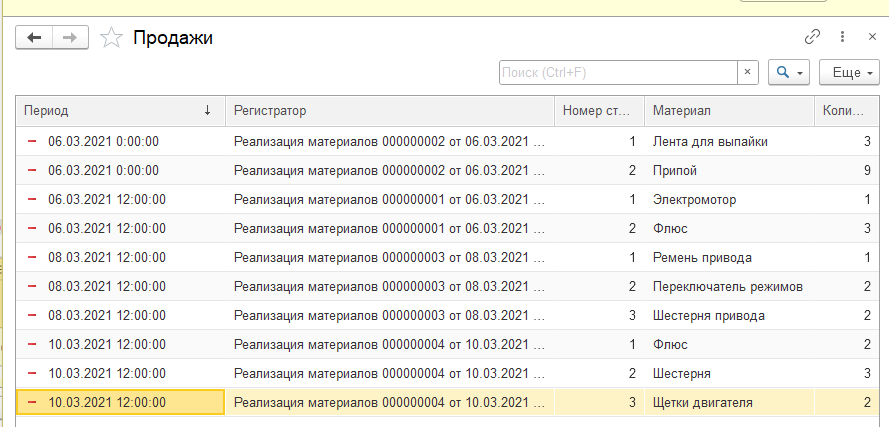 Продажи
Поиск (Ctrl+F) × Еще
Период ↓ Регистратор Номер ст... Материал Коли...
06.03.2021 0:00:00 Реализация материалов 000000002 от 06.03.2021 ... 1 Лента для выпайки 3
06.03.2021 0:00:00 Реализация материалов 000000002 от 06.03.2021 ... 2 Припой 9
06.03.2021 12:00:00 Реализация материалов 000000001 от 06.03.2021 ... 1 Электромотор 1
06.03.2021 12:00:00 Реализация материалов 000000001 от 06.03.2021 ... 2 Флюс 3
08.03.2021 12:00:00 Реализация материалов 000000003 от 08.03.2021 ... 1 Ремень привода 1
08.03.2021 12:00:00 Реализация материалов 000000003 от 08.03.2021 ... 2 Переключатель режимов 2
08.03.2021 12:00:00 Реализация материалов 000000003 от 08.03.2021 ... 3 Шестерня привода 2
10.03.2021 12:00:00 Реализация материалов 000000004 от 10.03.2021 ... 1 Флюс 2
10.03.2021 12:00:00 Реализация материалов 000000004 от 10.03.2021 ... 2 Шестерня 3
10.03.2021 12:00:00 Реализация материалов 000000004 от 10.03.2021 ... 3 Щетки двигателя 2